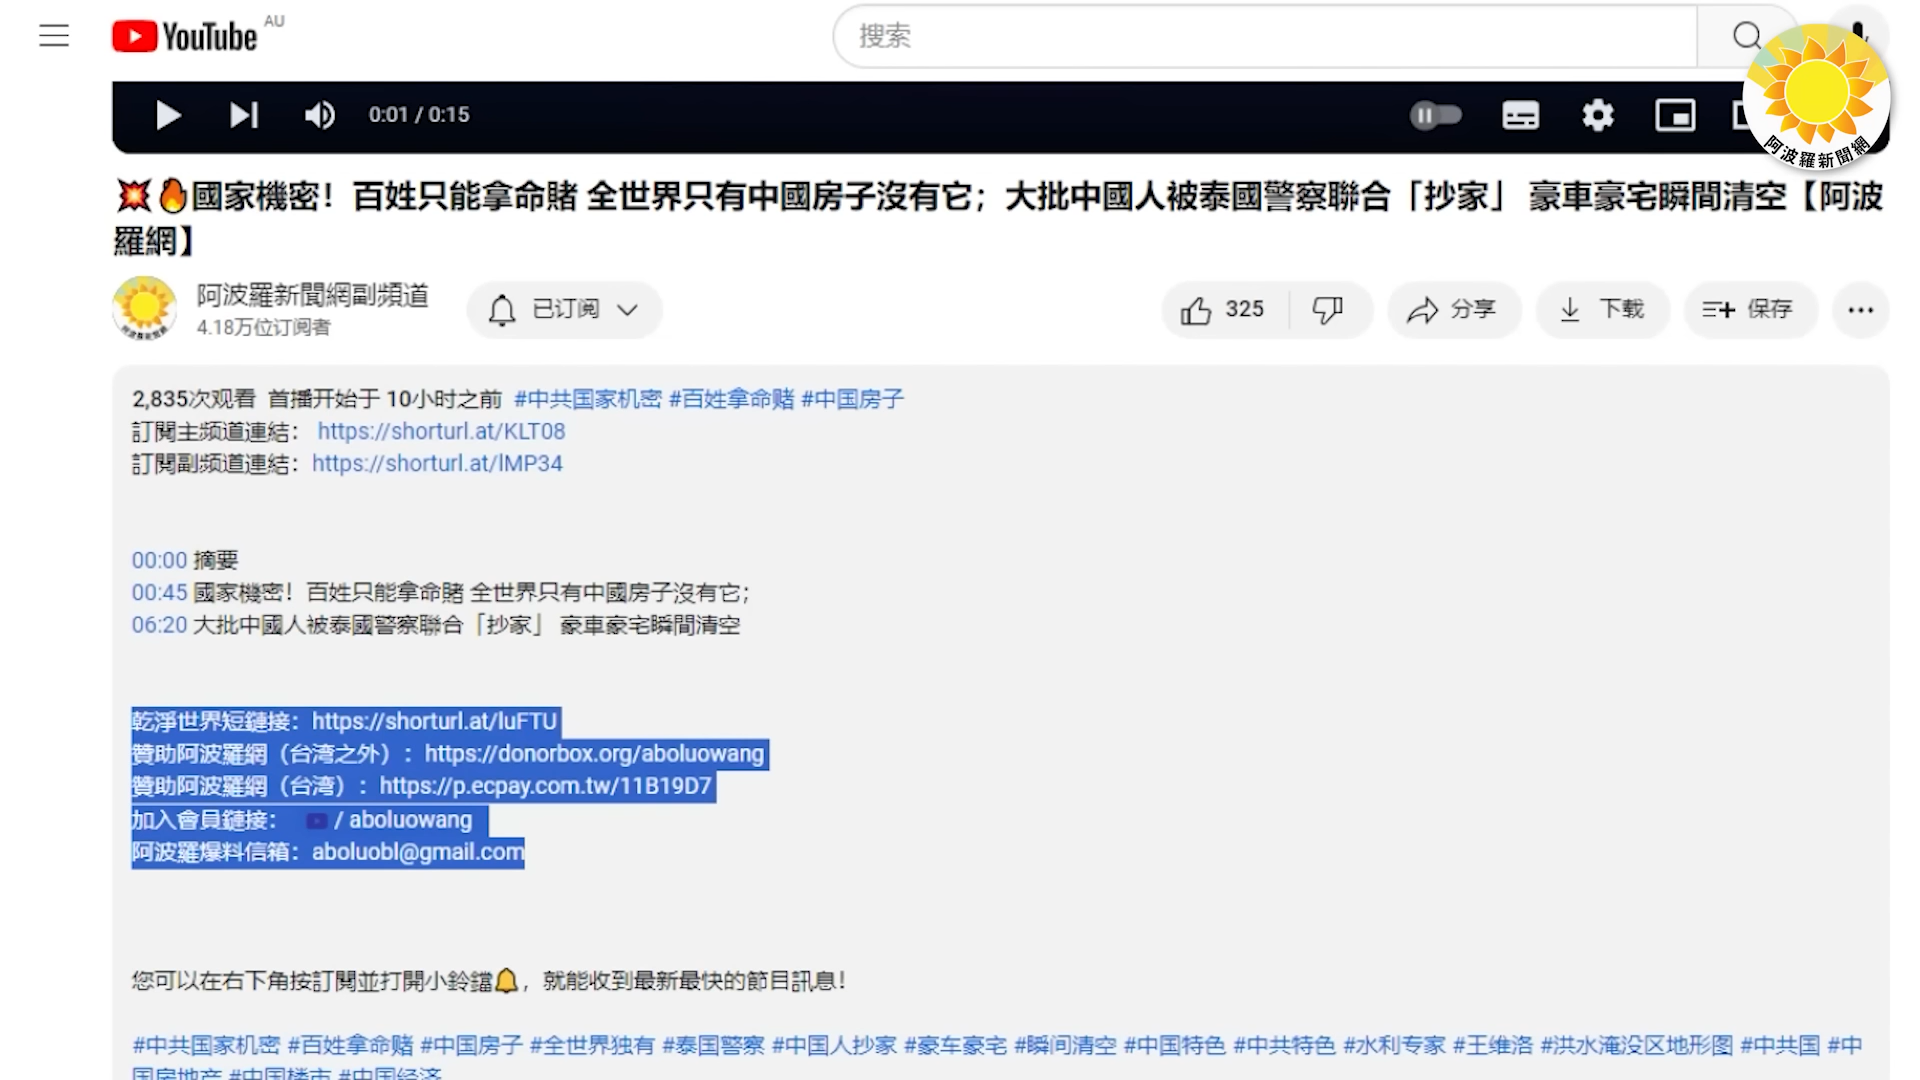 YouTube AU
搜索
0:01 / 0:15
阿波羅新聞網
💥🔥國家機密！百姓只能拿命賭 全世界只有中國房子沒有它；大批中國人被泰國警察聯合「抄家」 豪車豪宅瞬間清空【阿波
羅網】
阿波羅新聞網副頻道
4.18万位订阅者
已订阅
325
分享
下载
保存
2,835次观看 首播开始于 10小时之前 #中共国家机密 #百姓拿命赌 #中国房子
訂閱主频道連結： https://shorturl.at/KLT08
訂閱副频道連結：https://shorturl.at/lMP34
00:00 摘要
00:45 國家機密！百姓只能拿命賭 全世界只有中國房子沒有它；
06:20 大批中國人被泰國警察聯合「抄家」 豪車豪宅瞬間清空
乾淨世界短鏈接：https://shorturl.at/luFTU
贊助阿波羅網（台湾之外）：https://donorbox.org/aboluowang
贊助阿波羅網（台湾）：https://p.ecpay.com.tw/11B19D7
加入會員鏈接： / aboluowang
阿波羅爆料信箱：aboluobl@gmail.com
您可以在右下角按訂閱並打開小鈴鐺🔔，就能收到最新最快的節目訊息！
#中共国家机密 #百姓拿命赌 #中国房子 #全世界独有 #泰国警察 #中国人抄家 #豪车豪宅 #瞬间清空 #中国特色 #中共特色 #水利专家 #王维洛 #洪水淹没区地形图 #中共国 #中
国房地产 #中国楼市 #中国经济